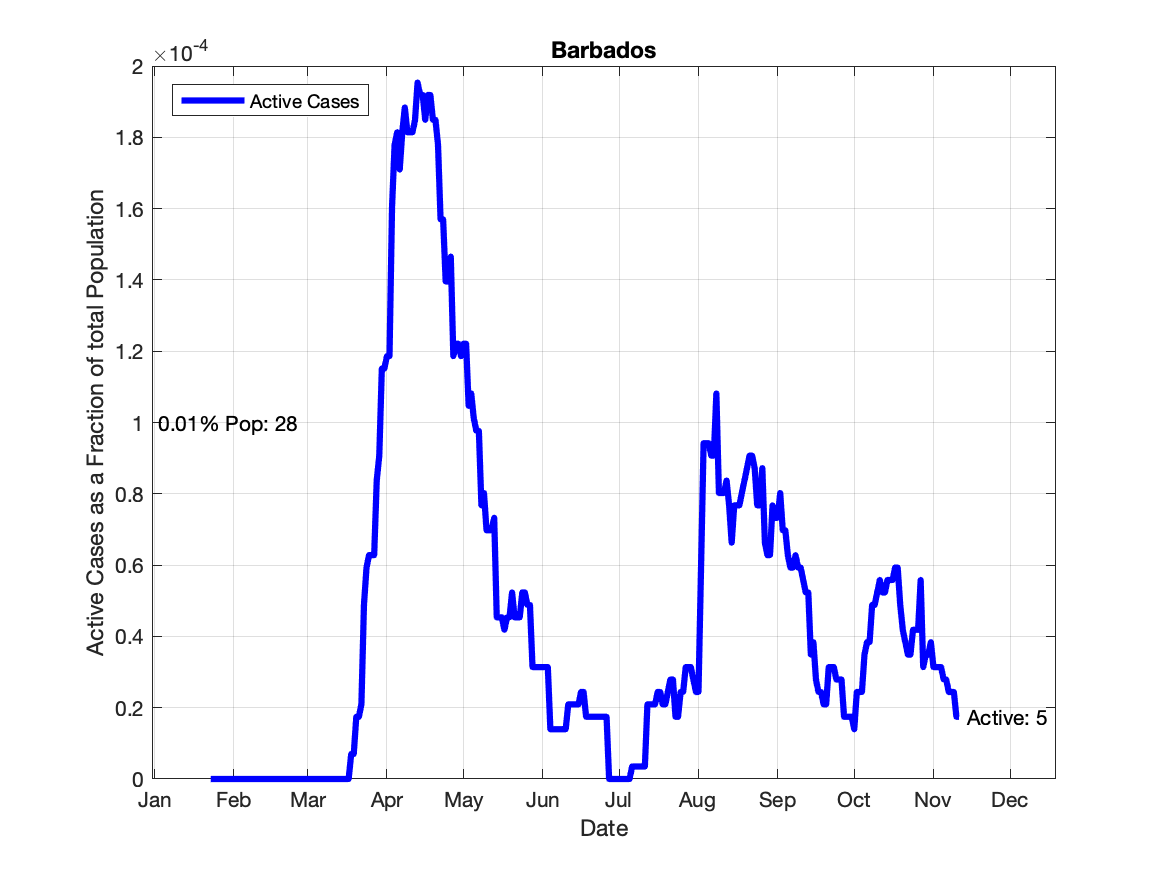 Barbados
×10-4
Active Cases
Active Cases as a Fraction of total Population
2
1.8
1.6
1.4
1.2
1
0.8
0.6
0.4
0.2
0
0.01% Pop: 28
Active: 5
Jan Feb Mar Apr May Jun Jul Aug Sep Oct Nov Dec
Date